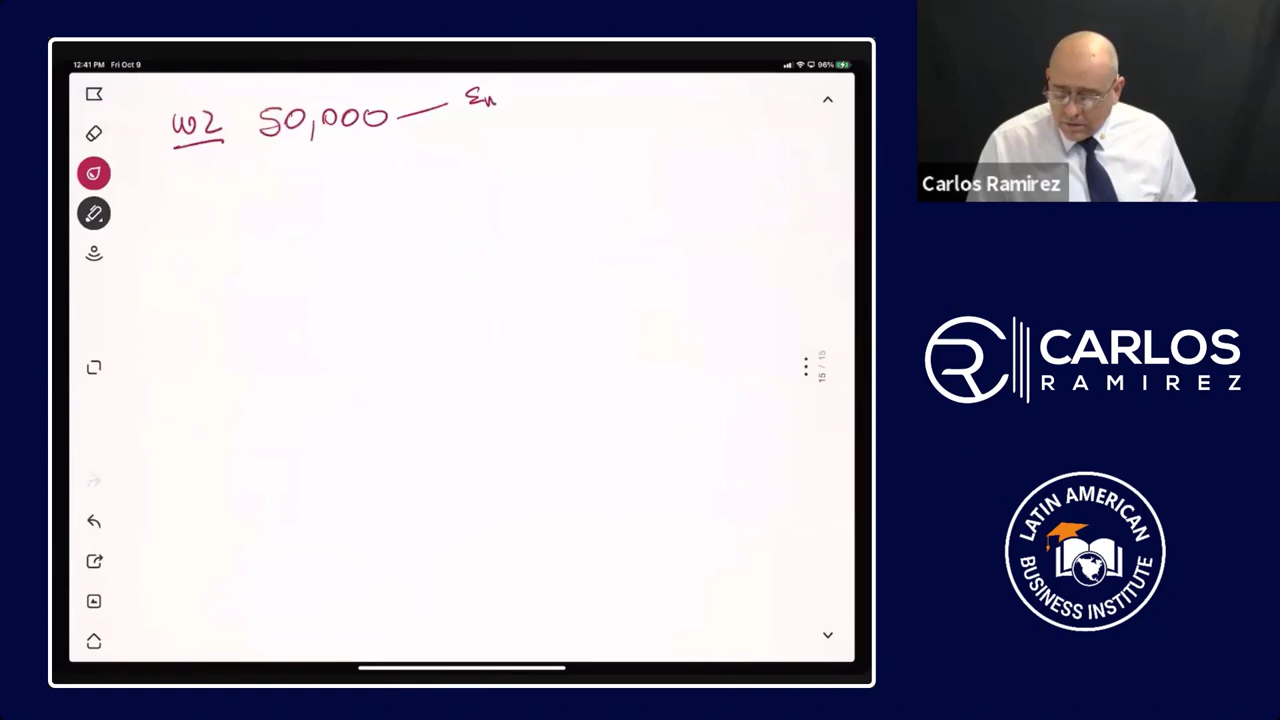 12:41 PM Fri Oct 9
96%
W2 50,000 — En
15 / 15
Carlos Ramirez
CARLOS
RAMIREZ
LATIN AMERICAN
BUSINESS INSTITUTE